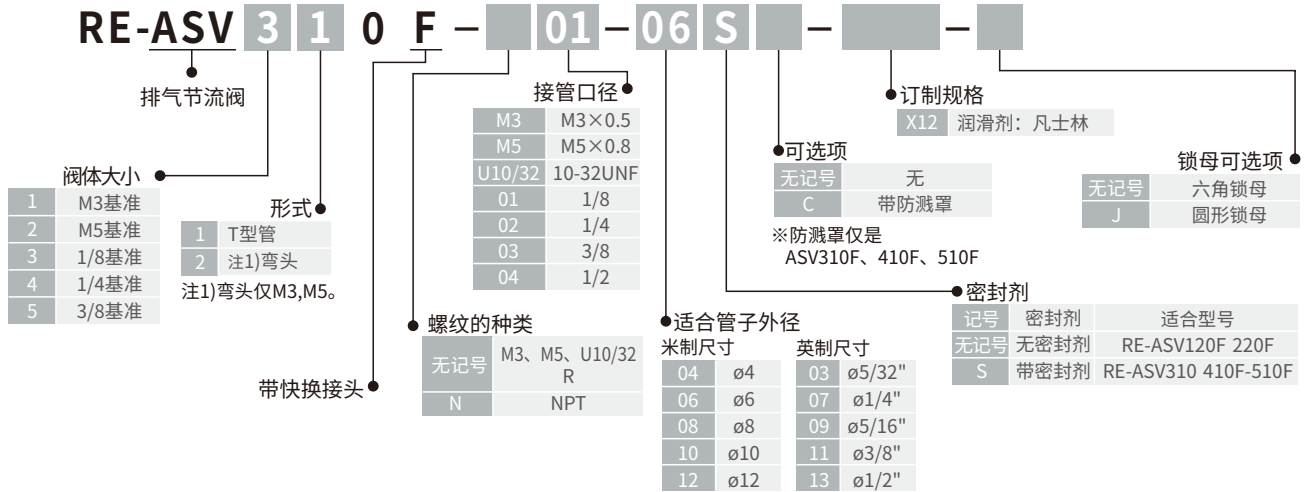 RE-ASV 3 1 0 F - 01 - 06 S - -
排气节流阀
阀体大小
1 M3基准
2 M5基准
3 1/8基准
4 1/4基准
5 3/8基准
形式
1 T型管
2 注1)弯头
注1)弯头仅M3,M5。
带快换接头
螺纹的种类
无记号 M3、M5、U10/32
R
N NPT
接管口径
M3 M3×0.5
M5 M5×0.8
U10/32 10-32UNF
01 1/8
02 1/4
03 3/8
04 1/2
适合管子外径
米制尺寸
04 ø4
06 ø6
08 ø8
10 ø10
12 ø12
英制尺寸
03 ø5/32"
07 ø1/4"
09 ø5/16"
11 ø3/8"
13 ø1/2"
密封剂
记号 密封剂 适合型号
无记号 无密封剂 RE-ASV120F 220F
S 带密封剂 RE-ASV310 410F-510F
可选项
无记号 无
C 带防溅罩
※防溅罩仅是
ASV310F、410F、510F
订制规格
X12 润滑剂：凡士林
锁母可选项
无记号 六角锁母
J 圆形锁母